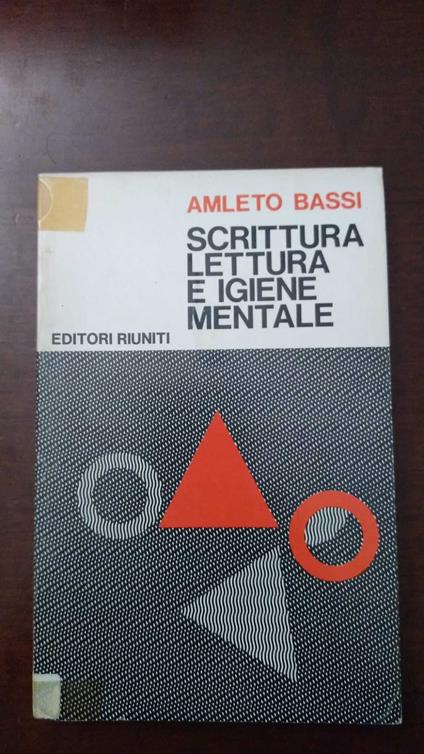 AMLETO BASSI
SCRITTURA
LETTURA
E IGIENE
MENTALE
EDITORI RIUNITI